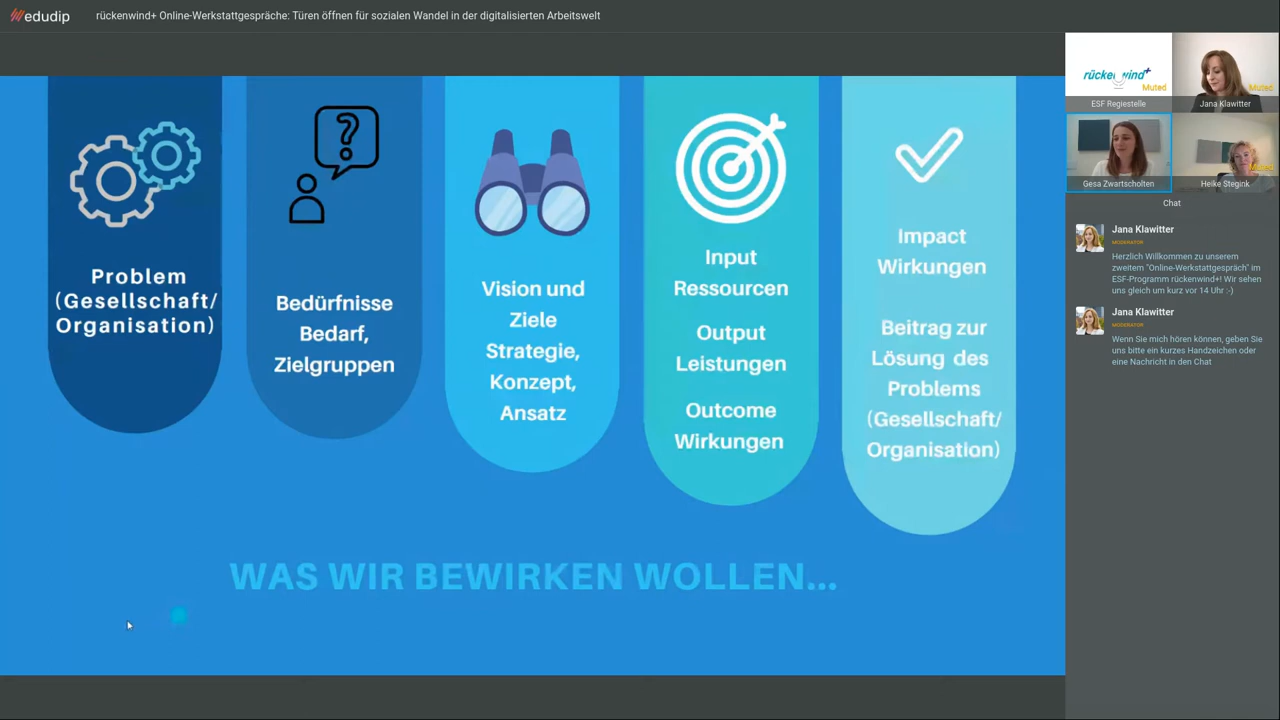 edudip
rückenwind+ Online-Werkstattgespräche: Türen öffnen für sozialen Wandel in der digitalisierten Arbeitswelt
Problem
(Gesellschaft/
Organisation)
?
Bedürfnisse
Bedarf,
Zielgruppen
Vision und
Ziele
Strategie,
Konzept,
Ansatz
Input
Ressourcen
Output
Leistungen
Outcome
Wirkungen
Impact
Wirkungen
Beitrag zur
Lösung des
Problems
(Gesellschaft/
Organisation)
WAS WIR BEWIRKEN WOLLEN...
rückenwind+
Muted
ESF Regiestelle
Muted
Jana Klawitter
Gesa Zwartscholten
Muted
Heike Stegink
Chat
Jana Klawitter
MODERATOR
Herzlich Willkommen zu unserem
zweitem "Online-Werkstattgespräch" im
ESF-Programm rückenwind+! Wir sehen
uns gleich um kurz vor 14 Uhr :-)
Jana Klawitter
MODERATOR
Wenn Sie mich hören können, geben Sie
uns bitte ein kurzes Handzeichen oder
eine Nachricht in den Chat